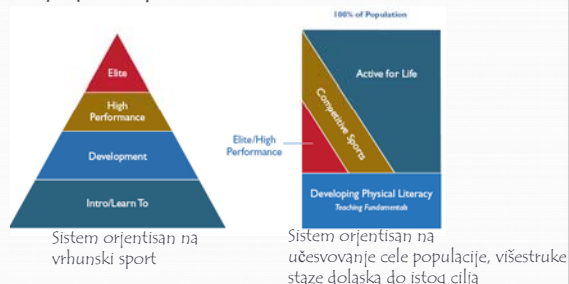 Elite
High
Performance
Development
Intro/Learn To
Sistem orjentisan na
vrhunski sport
100% of Population
Active for Life
Competitive Sports
Elite/High
Performance
Developing Physical Literacy
Teaching Fundamentals
Sistem orjentisan na
učesvovanje cele populacije, višestruke
staze dolaska do istog cilja